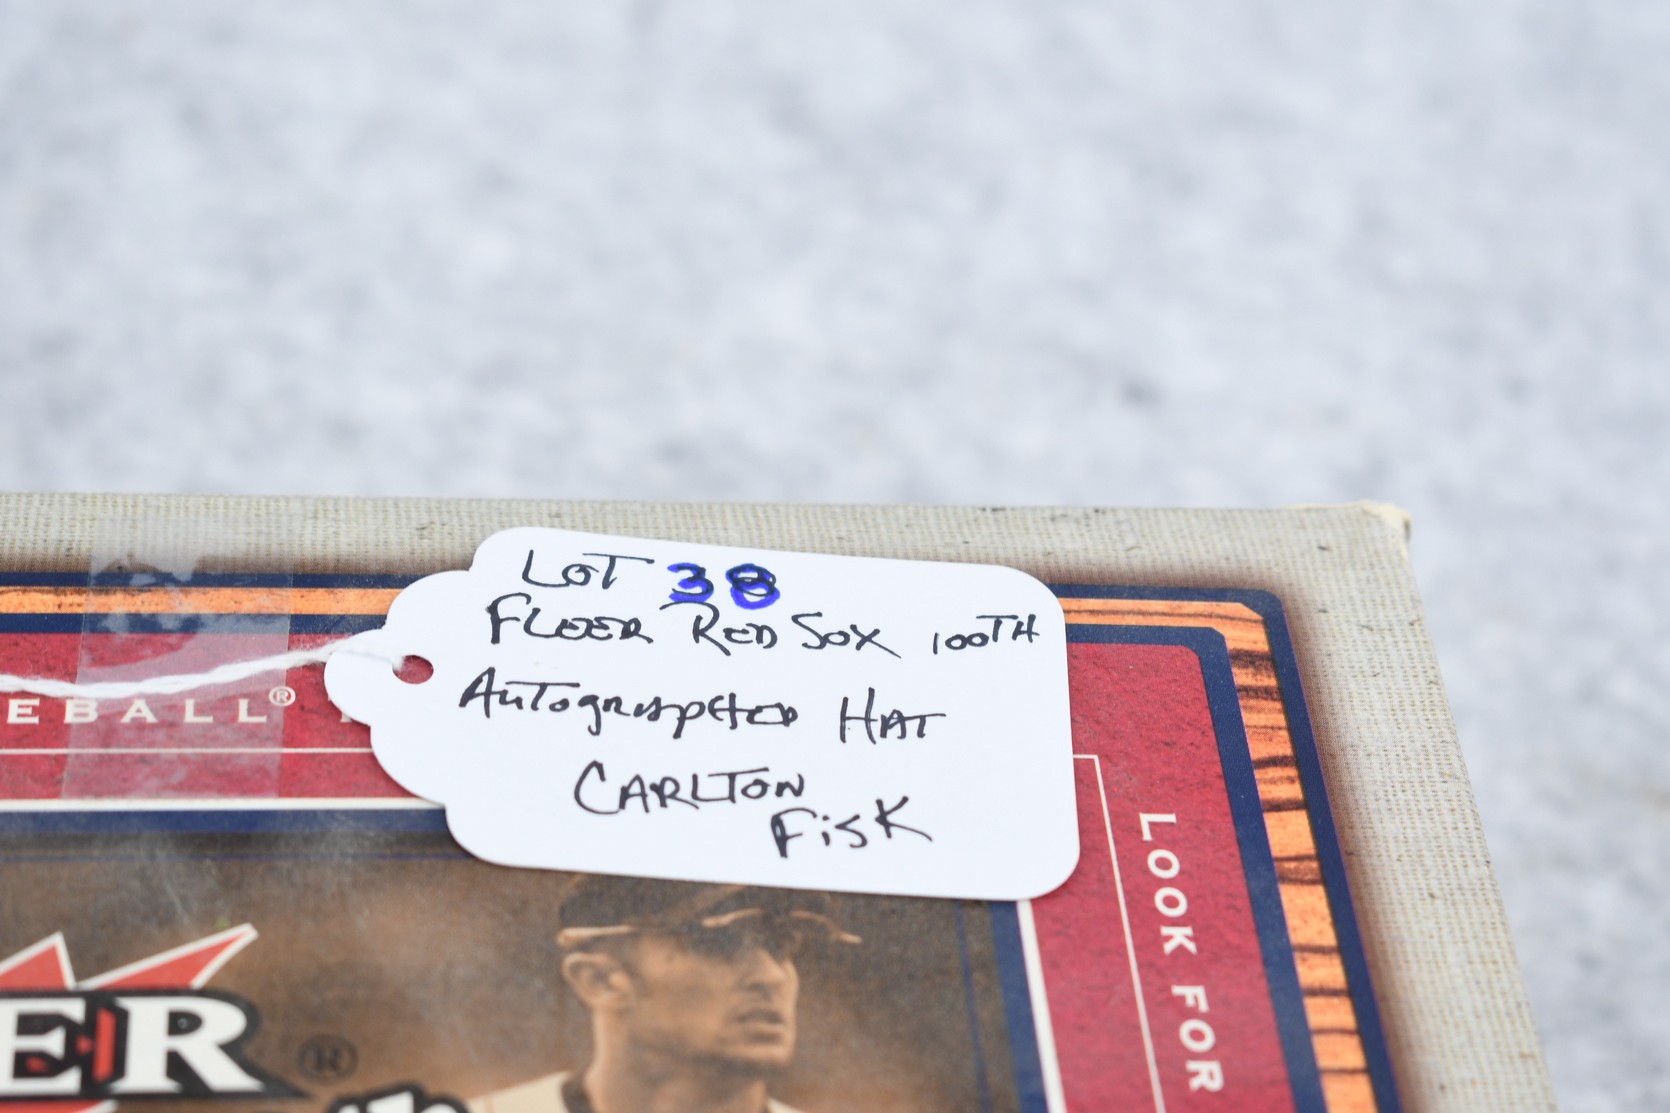 LOT 38
FLEER RED SOX 100TH
AUTOGRAPHED HAT
CARLTON
FISK
EBALL®
LOOK FOR
ER®